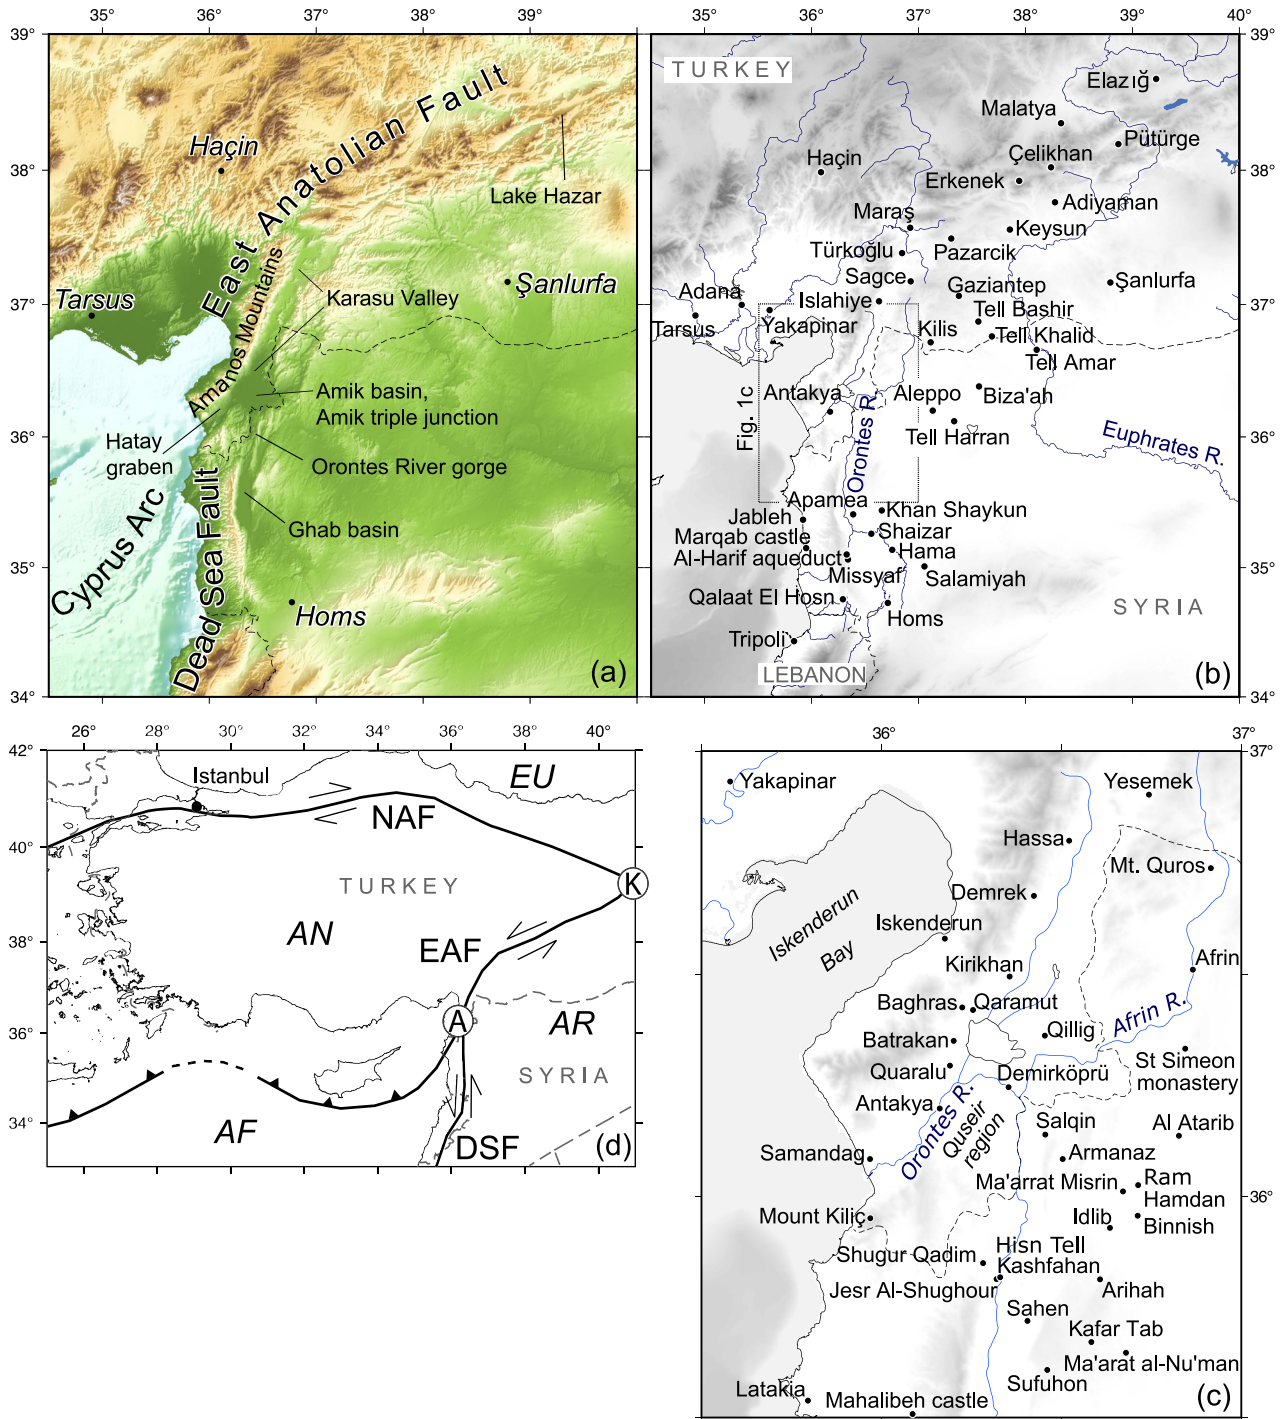 35° 36° 37° 38° 39°
39°
38°
37°
36°
35°
34°
Haçin
East Anatolian Fault
Lake Hazar
Tarsus
Amanos Mountains
Karasu Valley
Şanlurfa
Amik basin,
Amik triple junction
Hatay
graben
Orontes River gorge
Ghab basin
Cyprus Arc
Dead Sea Fault
Homs
(a)
35° 36° 37° 38° 39° 40°
39°
38°
37°
36°
35°
34°
TURKEY
Elazığ
Malatya
Pütürge
Çelikhan
Haçin
Erkenek
Adiyaman
Maraş
Keysun
Türkoğlu
Pazarcik
Sagce
Gaziantep
Şanlurfa
Adana
Islahiye
Tell Bashir
Tarsus
Yakapinar
Kilis
Tell Khalid
Tell Amar
Fig. 1c
Antakya
Aleppo
Biza'ah
Orontes R.
Tell Harran
Euphrates R.
Apamea
Khan Shaykun
Jableh
Shaizar
Marqab castle
Hama
Al-Harif aqueduct
Missyaf
Salamiyah
Qalaat El Hosn
Homs
SYRIA
Tripoli
LEBANON
(b)
26° 28° 30° 32° 34° 36° 38° 40°
42°
40°
38°
36°
34°
Istanbul
EU
NAF
TURKEY
K
AN
EAF
A
AR
SYRIA
AF
DSF
(d)
36° 37°
37°
36°
Yakapinar
Yesemek
Hassa
Mt. Quros
Demrek
Iskenderun
Bay
Iskenderun
Kirikhan
Afrin
Baghras
Qaramut
Afrin R.
Qillig
Batrakan
St Simeon
monastery
Quaralu
Demirköprü
Antakya
Orontes R.
Quseir
region
Salqin
Al Atarib
Samandag
Armanaz
Ma'arrat Misrin
Ram
Hamdan
Mount Kiliç
Idlib
Binnish
Shugur Qadim
Hisn Tell
Kashfahan
Jesr Al-Shughour
Arihah
Sahen
Kafar Tab
Ma'arat al-Nu'man
Sufuhon
Latakia
Mahalibeh castle
(c)